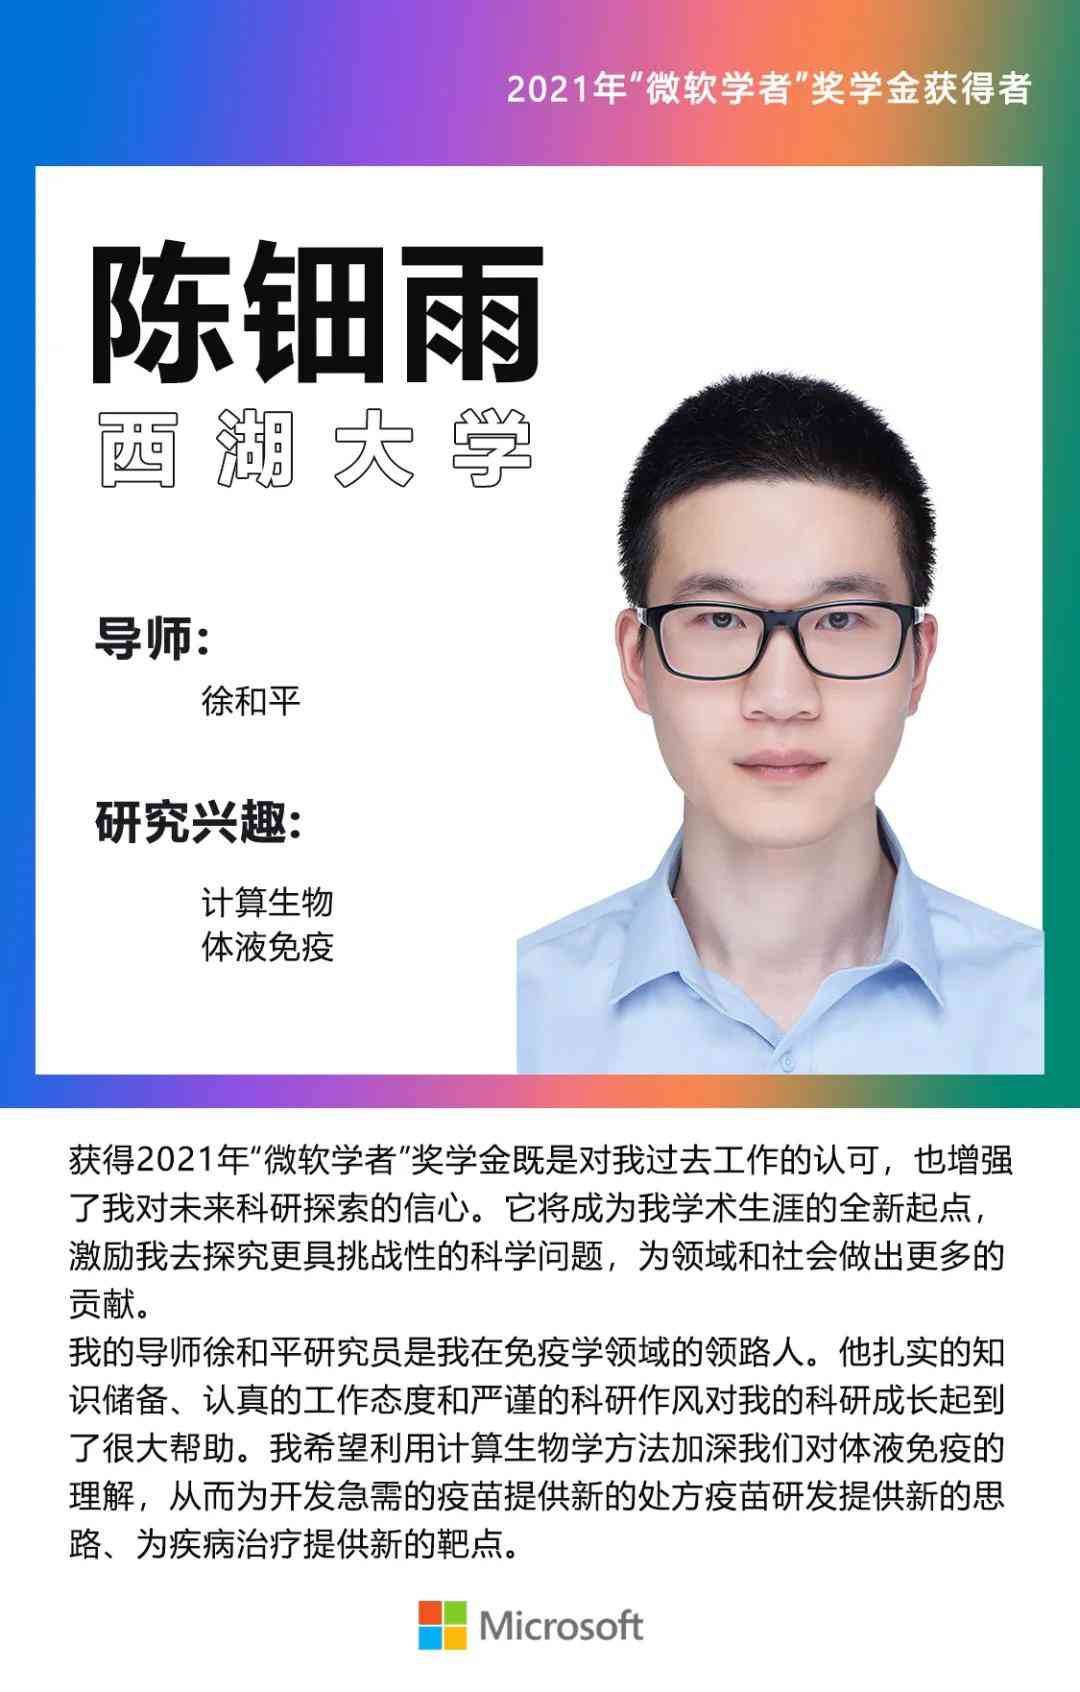 2021年“微软学者”奖学金获得者
陈钿雨
西湖大学
导师:
徐和平
研究兴趣:
计算生物
体液免疫
获得2021年“微软学者”奖学金既是对我过去工作的认可，也增强
了我对未来科研探索的信心。它将成为我学术生涯的全新起点，
激励我去探究更具挑战性的科学问题，为领域和社会做出更多的
贡献。
我的导师徐和平研究员是我在免疫学领域的领路人。他扎实的知
识储备、认真的工作态度和严谨的科研作风对我的科研成长起到
了很大帮助。我希望利用计算生物学方法加深我们对体液免疫的
理解，从而为开发急需的疫苗提供新的处方疫苗研发提供新的思
路、为疾病治疗提供新的靶点。
Microsoft